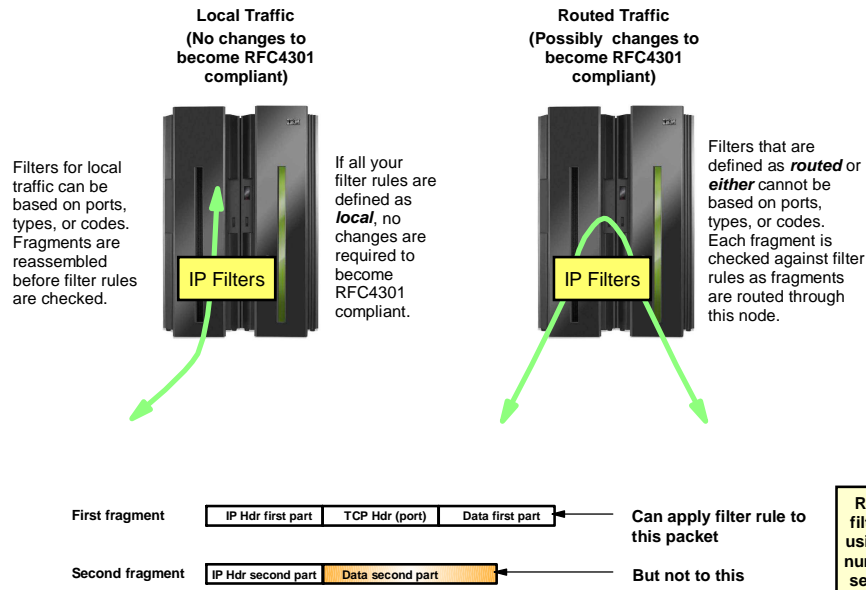 Local Traffic
(No changes to
become RFC4301
compliant)
Routed Traffic
(Possibly changes to
become RFC4301
compliant)
Filters for local
traffic can be
based on ports,
types, or codes.
Fragments are
reassembled
before filter rules
are checked.
IP Filters
If all your
filter rules are
defined as
local, no
changes are
required to
become
RFC4301
compliant.
IP Filters
Filters that are
defined as routed or
either cannot be
based on ports,
types, or codes.
Each fragment is
checked against filter
rules as fragments
are routed through
this node.
First fragment
IP Hdr first part
TCP Hdr (port)
Data first part
Can apply filter rule to
this packet
Second fragment
IP Hdr second part
Data second part
But not to this